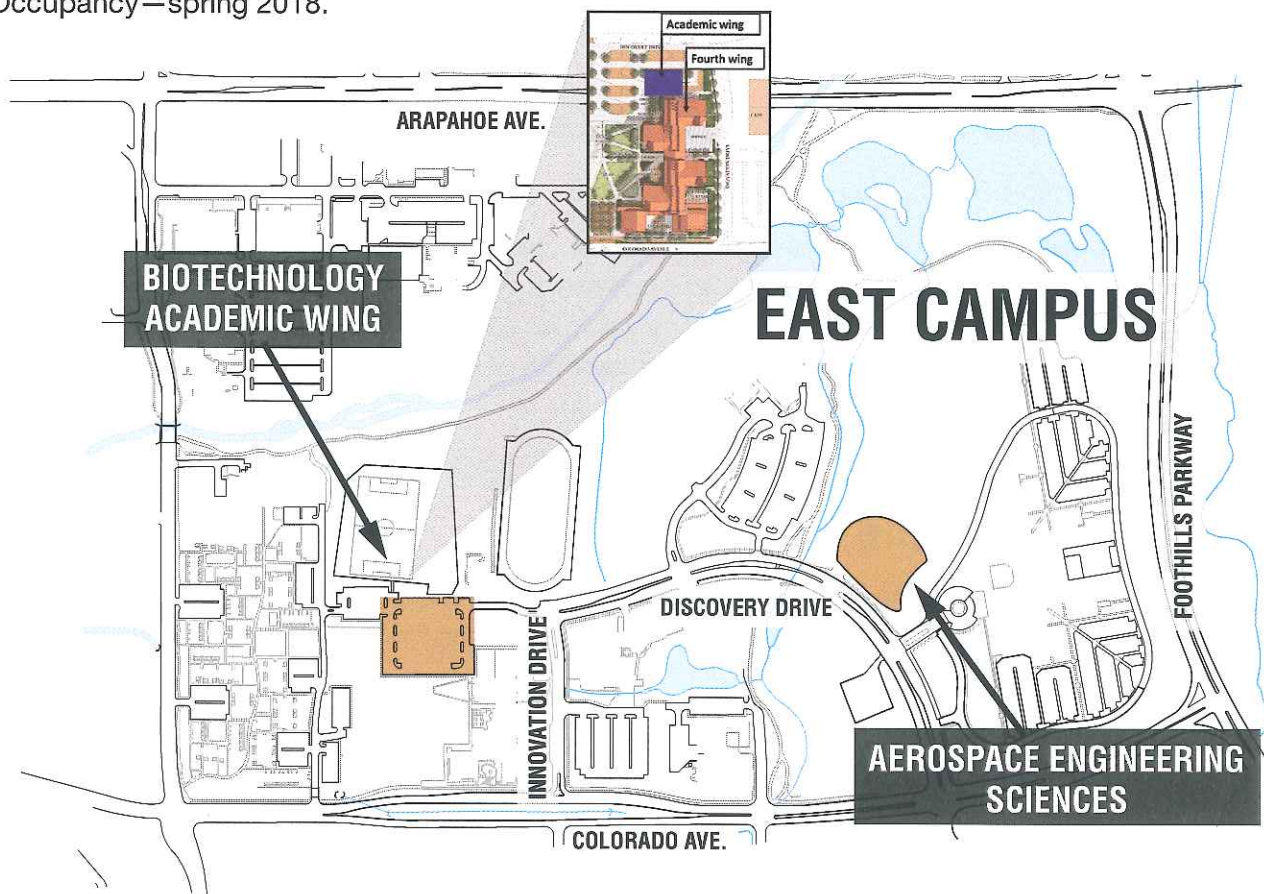 Occupancy—spring 2018.
Academic wing
Fourth wing
ARAPAHOE AVE.
BIOTECHNOLOGY
ACADEMIC WING
EAST CAMPUS
FOOTHILLS PARKWAY
DISCOVERY DRIVE
INNOVATION DRIVE
AEROSPACE ENGINEERING
SCIENCES
COLORADO AVE.